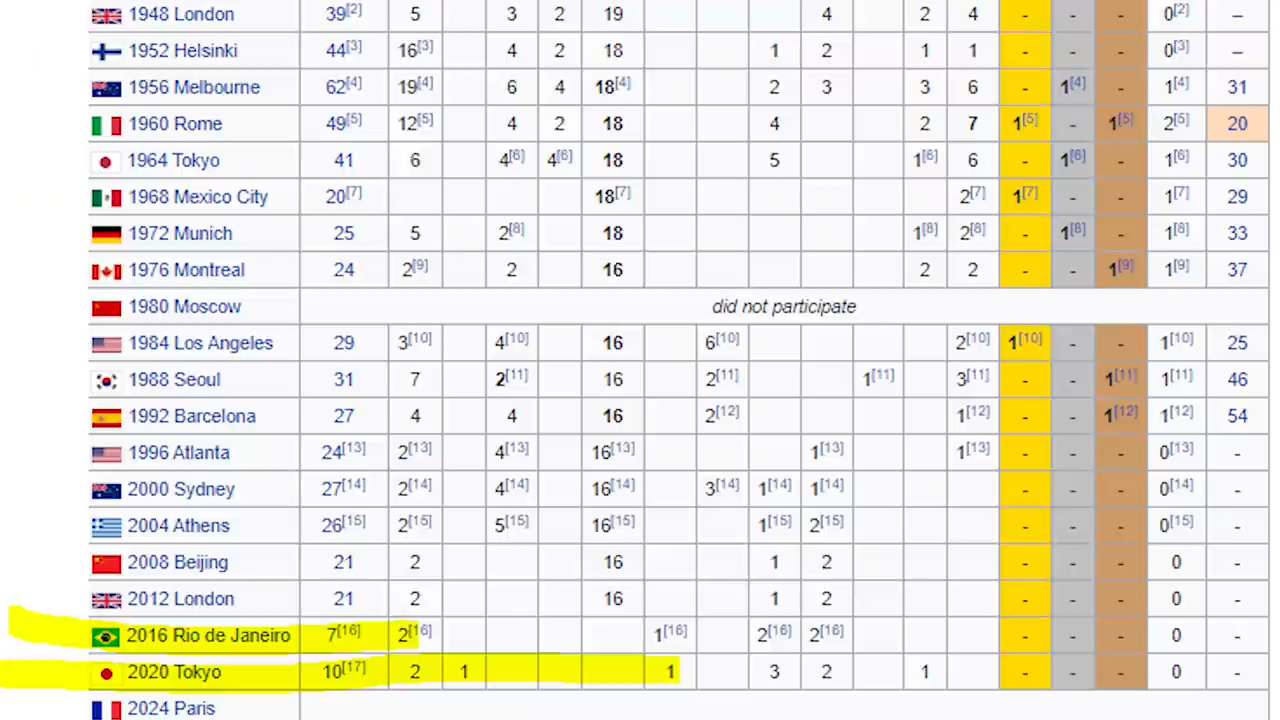 1948 London 39[2] 5 3 2 19 4 2 4 - - - 0[2] –
1952 Helsinki 44[3] 16[3] 4 2 18 1 2 1 1 - - - 0[3] –
1956 Melbourne 62[4] 19[4] 6 4 18[4] 2 3 3 6 - 1[4] - 1[4] 31
1960 Rome 49[5] 12[5] 4 2 18 4 2 7 1[5] - 1[5] 2[5] 20
1964 Tokyo 41 6 4[6] 4[6] 18 5 1[6] 6 - 1[6] - 1[6] 30
1968 Mexico City 20[7] 18[7] 2[7] 1[7] - - 1[7] 29
1972 Munich 25 5 2[8] 18 1[8] 2[8] - 1[8] - 1[8] 33
1976 Montreal 24 2[9] 2 16 2 2 - - 1[9] 1[9] 37
1980 Moscow did not participate
1984 Los Angeles 29 3[10] 4[10] 16 6[10] 2[10] 1[10] - - 1[10] 25
1988 Seoul 31 7 2[11] 16 2[11] 1[11] 3[11] - - 1[11] 1[11] 46
1992 Barcelona 27 4 4 16 2[12] 1[12] - - 1[12] 1[12] 54
1996 Atlanta 24[13] 2[13] 4[13] 16[13] 1[13] 1[13] - - - 0[13] -
2000 Sydney 27[14] 2[14] 4[14] 16[14] 3[14] 1[14] 1[14] - - - 0[14] -
2004 Athens 26[15] 2[15] 5[15] 16[15] 1[15] 2[15] - - - 0[15] -
2008 Beijing 21 2 16 1 2 - - - 0 -
2012 London 21 2 16 1 2 - - - 0 -
2016 Rio de Janeiro 7[16] 2[16] 1[16] 2[16] 2[16] - - - 0 -
2020 Tokyo 10[17] 2 1 1 3 2 1 - - - 0 -
2024 Paris